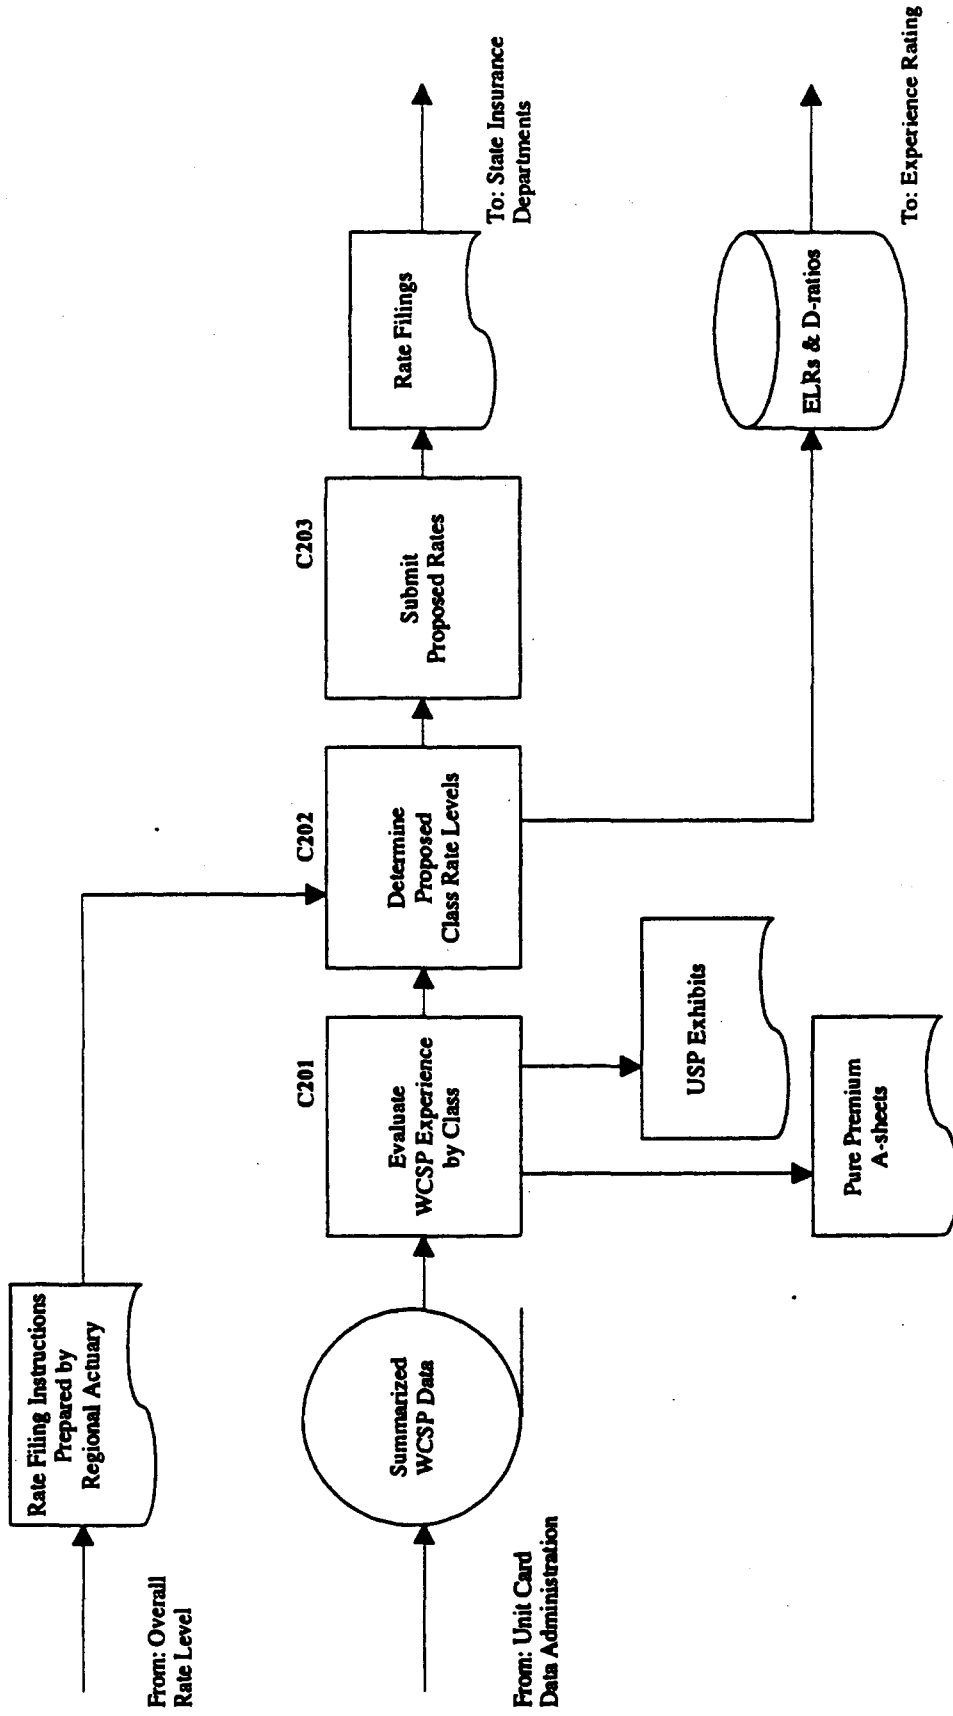 Rate Filing Instructions
Prepared by
Regional Actuary
From: Overall
Rate Level
Summarized
WCSP Data
From: Unit Card
Data Administration
C201
Evaluate
WCSP Experience
by Class
USP Exhibits
Pure Premium
A-sheets
C202
Determine
Proposed
Class Rate Levels
C203
Submit
Proposed Rates
Rate Filings
To: State Insurance
Departments
ELRs & D-ratios
To: Experience Rating